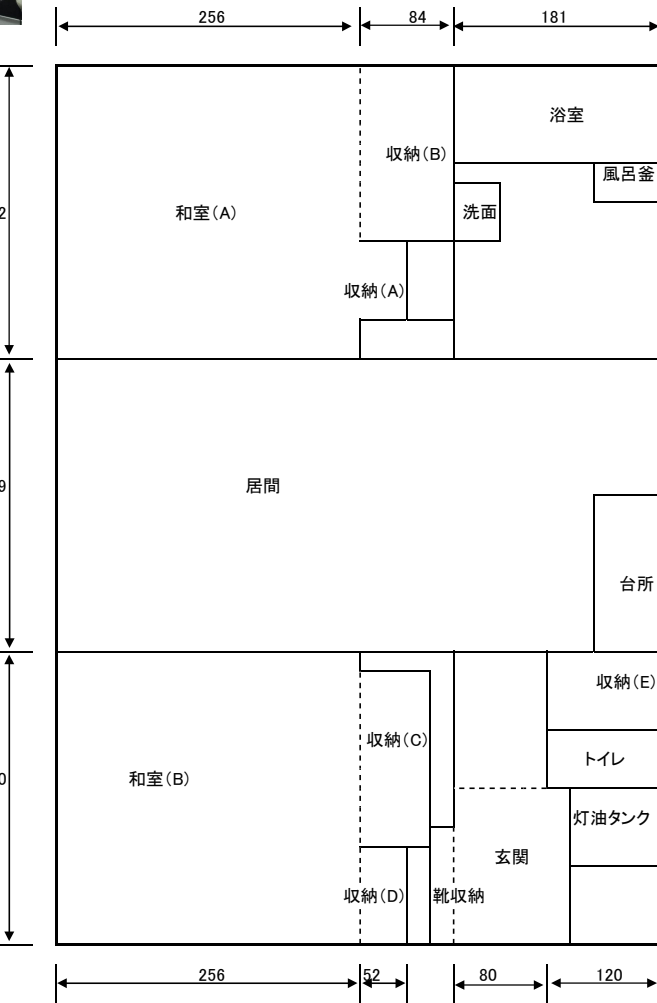 256 84 181
浴室
収納(B)
風呂釜
和室(A)
洗面
収納(A)
居間
台所
収納(E)
収納(C)
トイレ
和室(B)
灯油タンク
玄関
収納(D)
靴収納
256 52 80 120